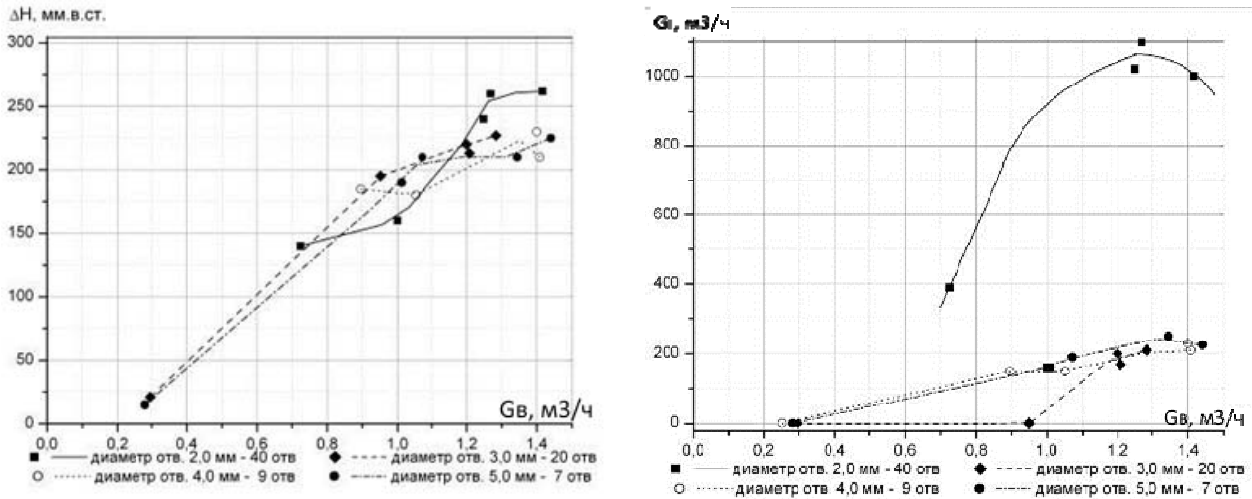 ΔH, мм.в.ст.
300
250
200
150
100
50
0
0,0 0,2 0,4 0,6 0,8 1,0 1,2 1,4
Gв, м3/ч
диаметр отв. 2,0 мм - 40 отв
диаметр отв. 3,0 мм - 20 отв
диаметр отв. 4,0 мм - 9 отв
диаметр отв. 5,0 мм - 7 отв
м3/ч
1000
800
600
400
200
0
0,0 0,2 0,4 0,6 0,8 1,0 1,2 1,4
Gв, м3/ч
диаметр отв. 2,0 мм - 40 отв
диаметр отв. 3,0 мм - 20 отв
диаметр отв. 4,0 мм - 9 отв
диаметр отв. 5,0 мм - 7 отв